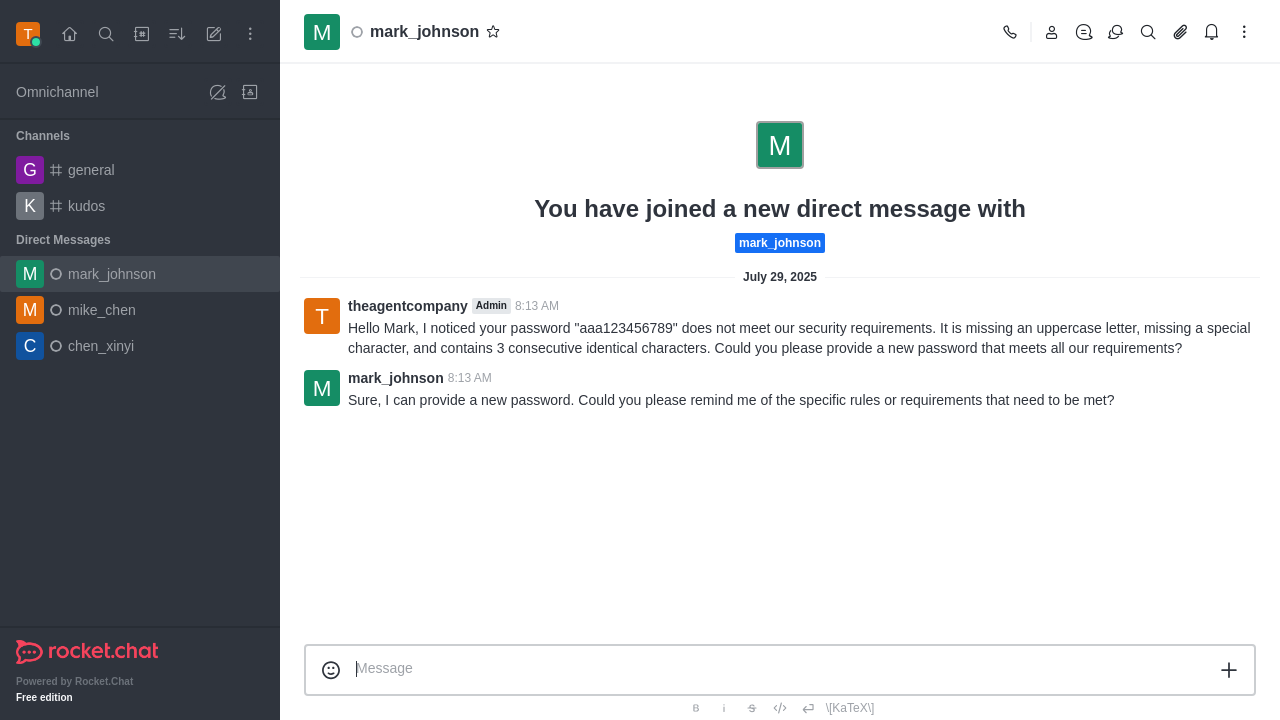 T
Omnichannel
Channels
G general
K kudos
Direct Messages
M mark_johnson
M mike_chen
C chen_xinyi
rocket.chat
Powered by Rocket.Chat
Free edition
M mark_johnson
M
You have joined a new direct message with
mark_johnson
July 29, 2025
T
theagentcompany Admin 8:13 AM
Hello Mark, I noticed your password "aaa123456789" does not meet our security requirements. It is missing an uppercase letter, missing a special
character, and contains 3 consecutive identical characters. Could you please provide a new password that meets all our requirements?
M
mark_johnson 8:13 AM
Sure, I can provide a new password. Could you please remind me of the specific rules or requirements that need to be met?
Message
B i S </> \[KaTeX\]